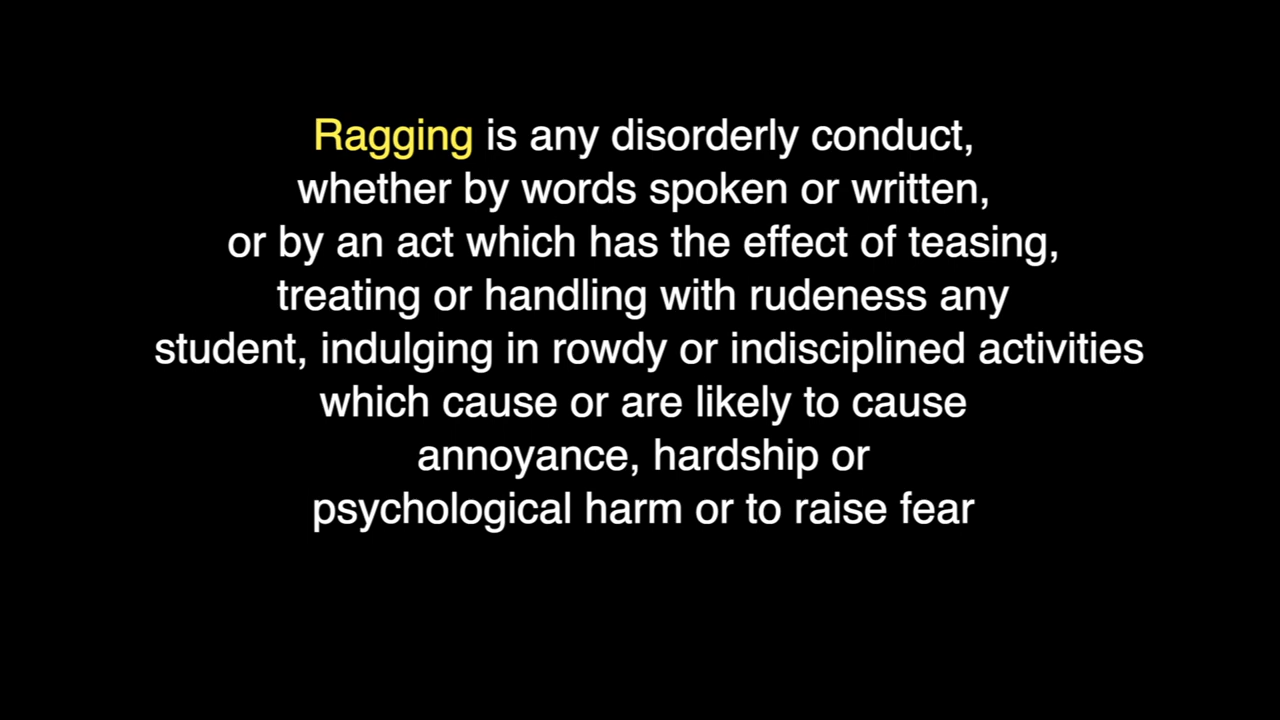 Ragging is any disorderly conduct,
whether by words spoken or written,
or by an act which has the effect of teasing,
treating or handling with rudeness any
student, indulging in rowdy or indisciplined activities
which cause or are likely to cause
annoyance, hardship or
psychological harm or to raise fear